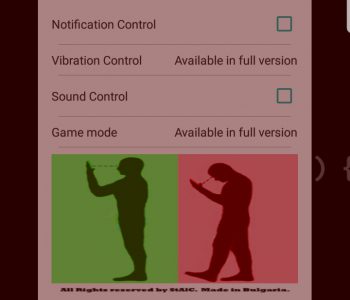 Notification Control
Vibration Control Available in full version
Sound Control
Game mode Available in full version
All Rights reserved by StAiC. Made in Bulgaria.